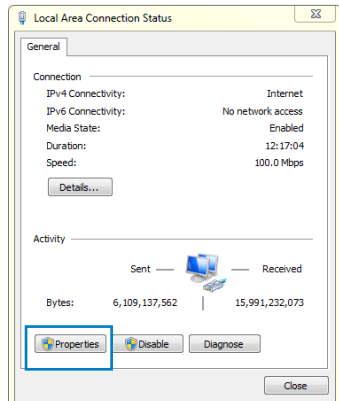 Local Area Connection Status
General
Connection
IPv4 Connectivity: Internet
IPv6 Connectivity: No network access
Media State: Enabled
Duration: 12:17:04
Speed: 100.0 Mbps
Details...
Activity
Sent Received
Bytes: 6,109,137,562 15,991,232,073
Properties Disable Diagnose
Close